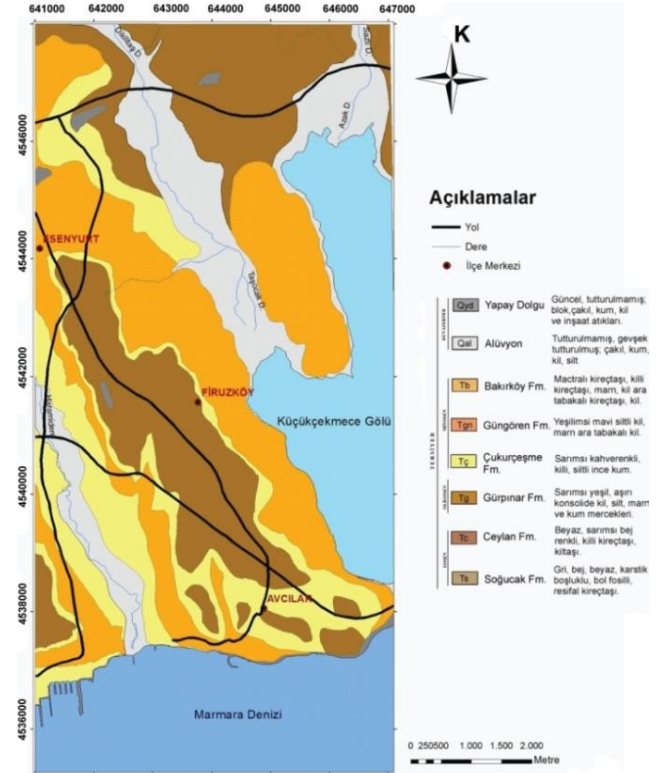 641000 642000 643000 644000 645000 646000 647000
4546000
4544000
4542000
4540000
4538000
4536000
Azak D.
ESENYURT
Taşocak D.
FİRUZKÖY
Küçükçekmece Gölü
AVCILAR
Marmara Denizi
K
Açıklamalar
Yol
Dere
İlçe Merkezi
Qyd Yapay Dolgu
Güncel, tutturulmamış;
blok,çakıl, kum, kil
ve inşaat atıkları.
Qal Alüvyon
Tutturulmamış, gevşek
tutturulmuş; çakıl, kum,
kil, silt
Tb Bakırköy Fm.
Mactralı kireçtaşı, killi
kireçtaşı, marn, kil ara
tabakalı kireçtaşı, kil.
Tgn Güngören Fm.
Yeşilimsi mavi siltli kil,
marn ara tabakalı kil.
Tç Çukurçeşme
Fm.
Sarımsı kahverenkli,
killi, siltli ince kum.
Tg Gürpınar Fm.
Sarımsı yeşil, aşırı
konsolide kil, silt, marn
ve kum mercekleri.
Tc Ceylan Fm.
Beyaz, sarımsı bej
renkli, killi kireçtaşı,
kiltaşı.
Ts Soğucak Fm.
Gri, bej, beyaz, karstik
boşluklu, bol fosilli,
resifal kireçtaşı.
TERSİYER
0 250500 1.000 1.500 2.000
Metre